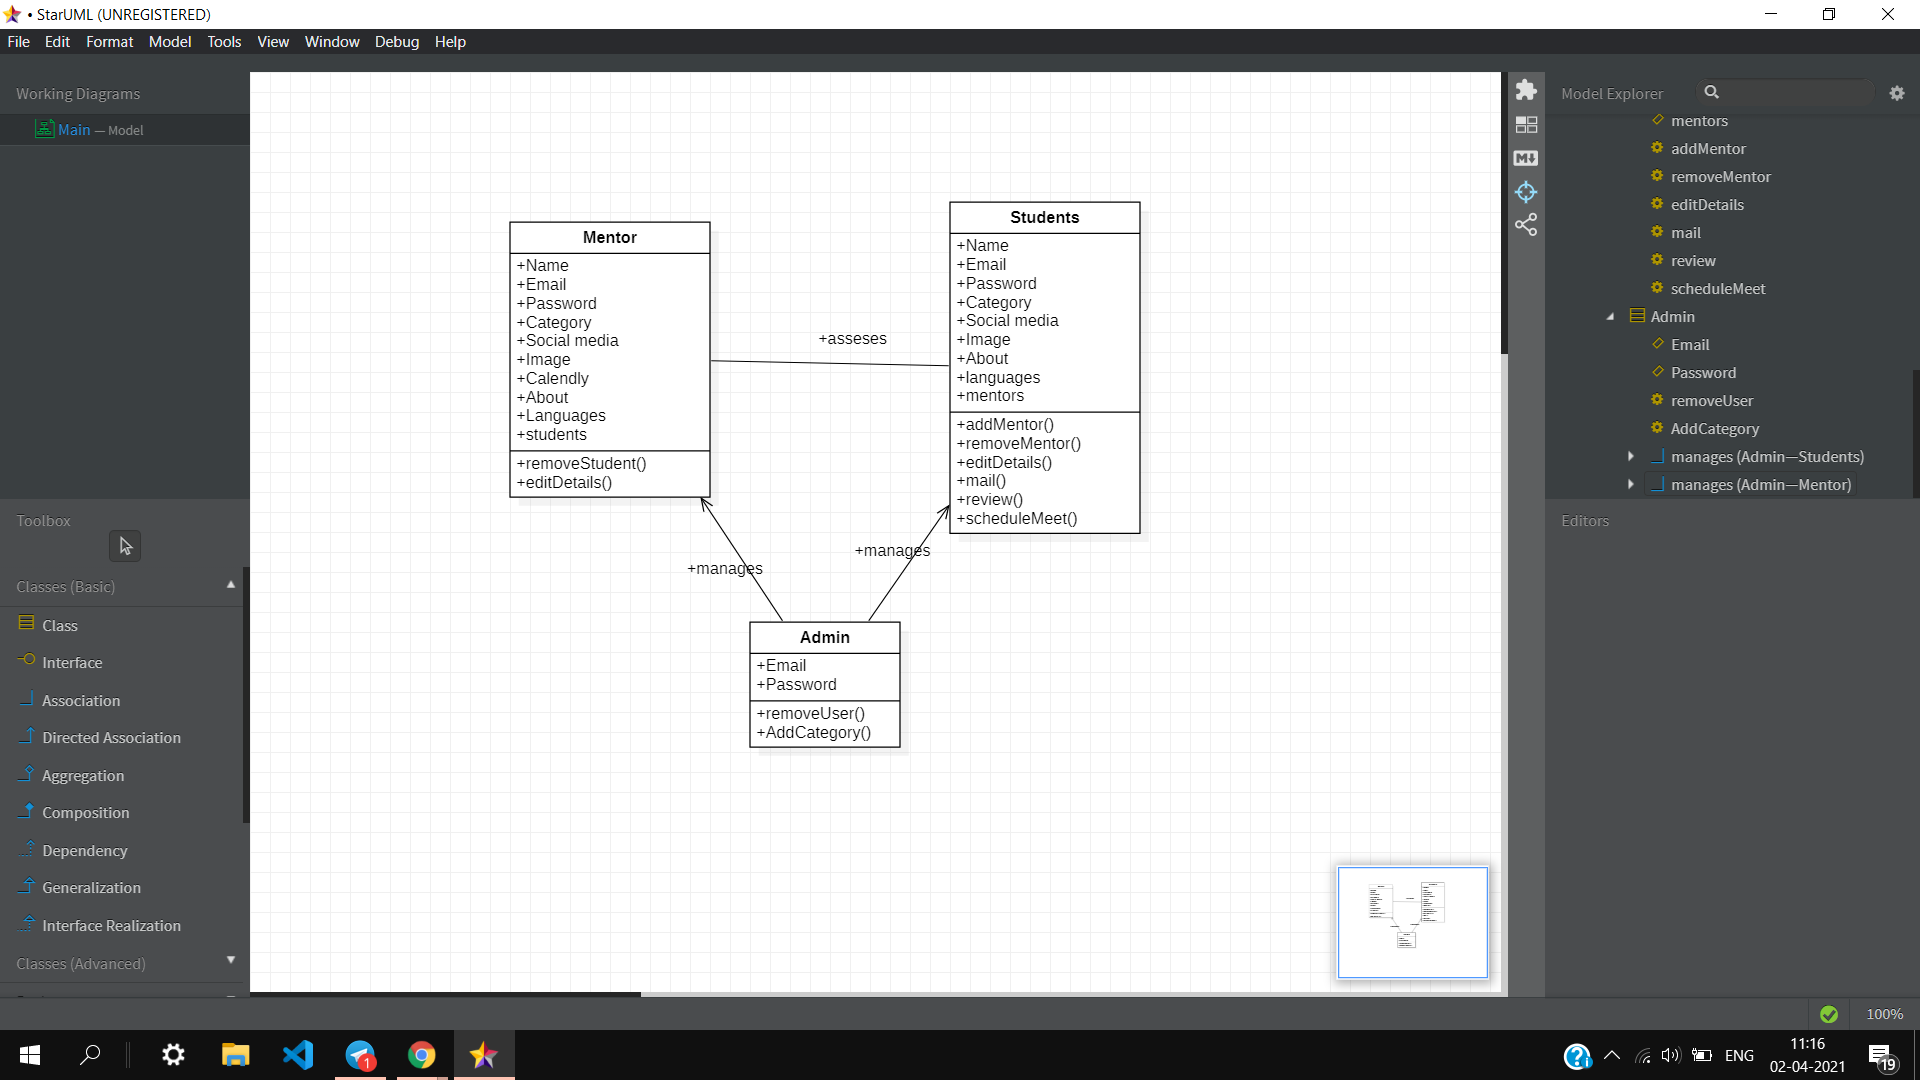 • StarUML (UNREGISTERED)
File Edit Format Model Tools View Window Debug Help
Working Diagrams
Main — Model
Toolbox
Classes (Basic)
Class
Interface
Association
Directed Association
Aggregation
Composition
Dependency
Generalization
Interface Realization
Classes (Advanced)
Mentor
+Name
+Email
+Password
+Category
+Social media
+Image
+Calendly
+About
+Languages
+students
+removeStudent()
+editDetails()
+asseses
Students
+Name
+Email
+Password
+Category
+Social media
+Image
+About
+languages
+mentors
+addMentor()
+removeMentor()
+editDetails()
+mail()
+review()
+scheduleMeet()
+manages
+manages
Admin
+Email
+Password
+removeUser()
+AddCategory()
Model Explorer
mentors
addMentor
removeMentor
editDetails
mail
review
scheduleMeet
Admin
Email
Password
removeUser
AddCategory
manages (Admin—Students)
manages (Admin—Mentor)
Editors
100%
1
ENG
11:16
02-04-2021
19